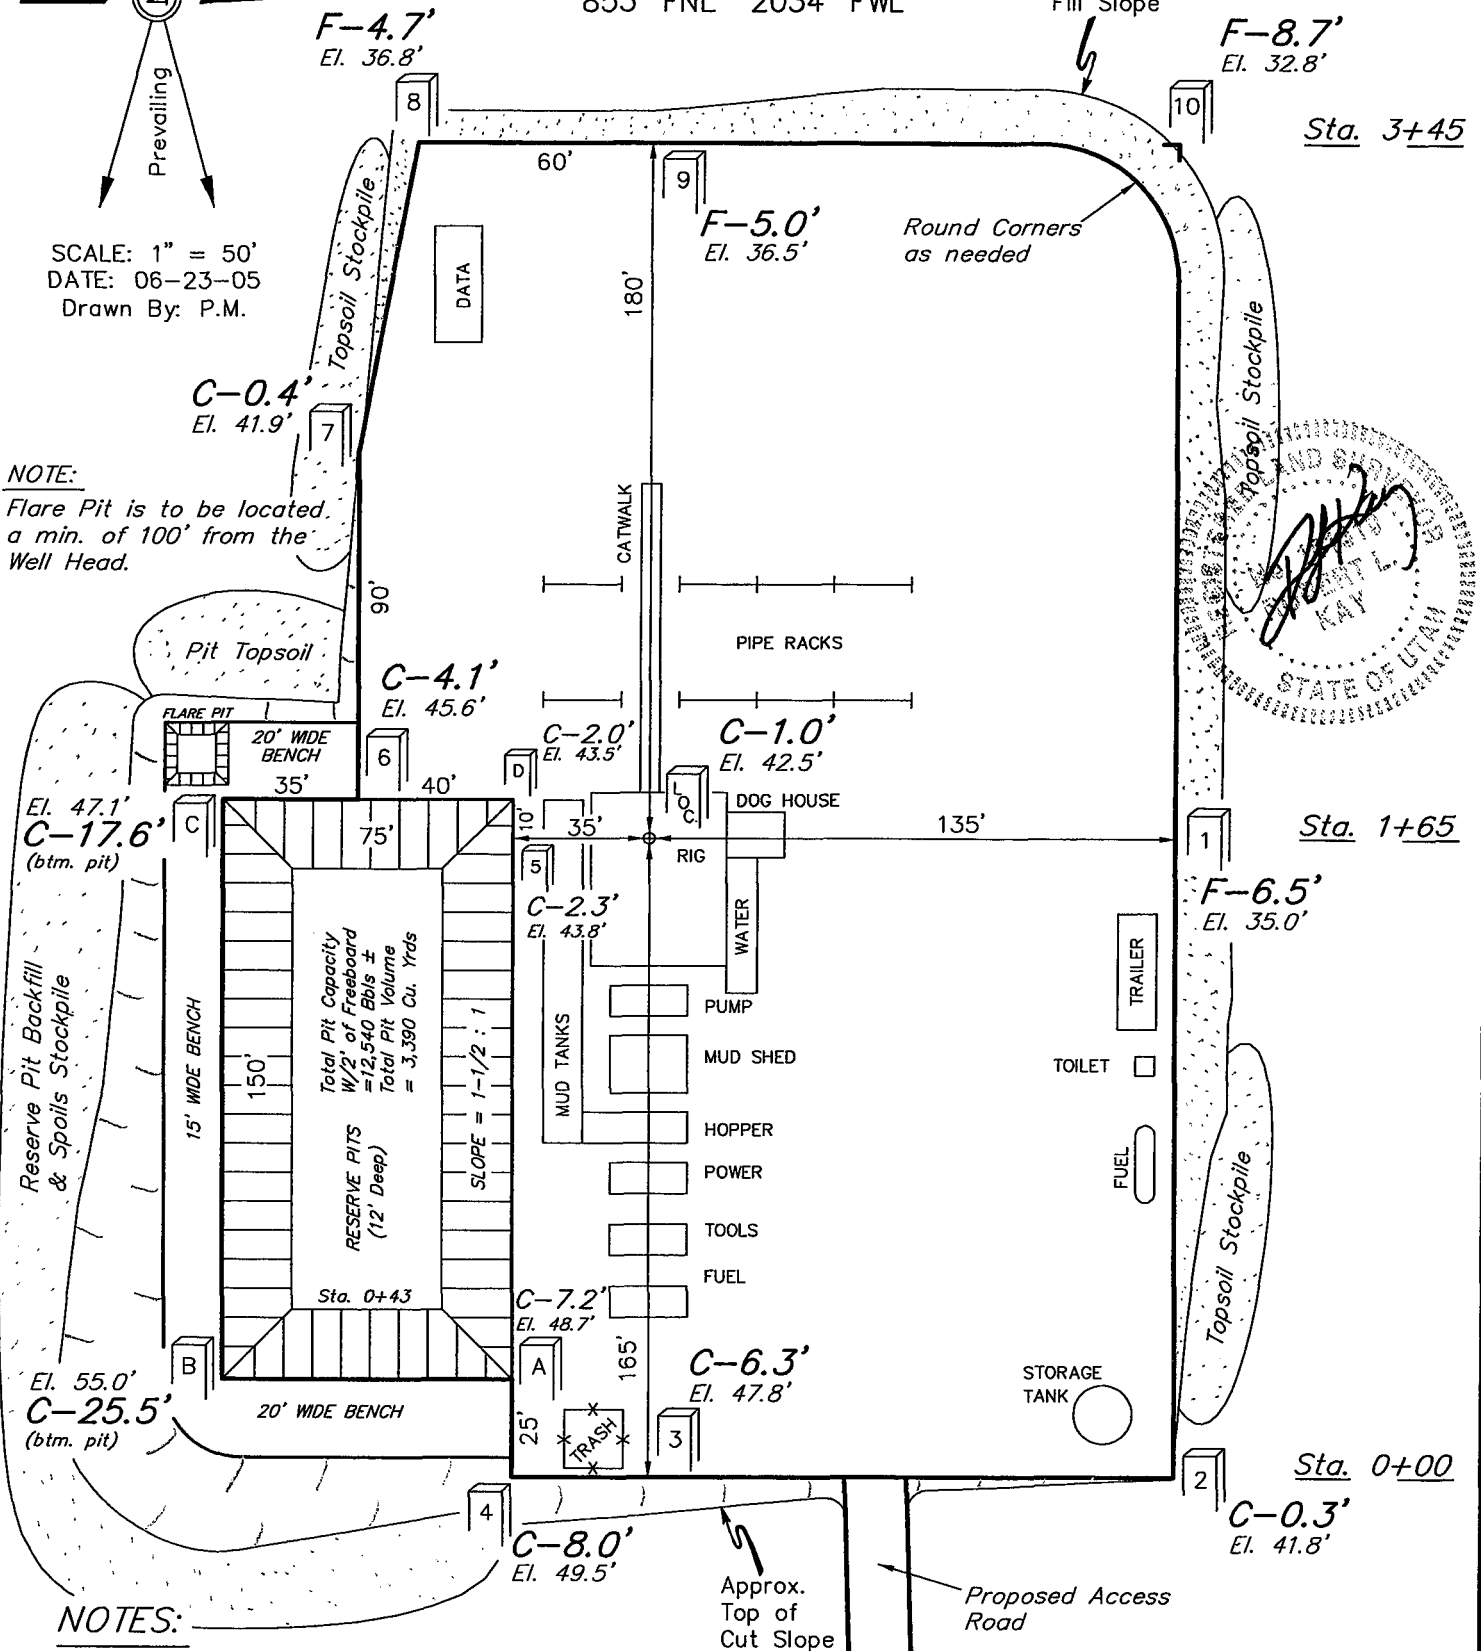 855' FNL 2034' FWL
Fill Slope
F-4.7'
El. 36.8'
F-8.7'
El. 32.8'
8
10
Prevailing
Sta. 3+45
60'
9
F-5.0'
El. 36.5'
Round Corners
as needed
SCALE: 1" = 50'
DATE: 06-23-05
Drawn By: P.M.
Topsoil Stockpile
DATA
180'
Topsoil Stockpile
C-0.4'
El. 41.9'
7
NOTE:
Flare Pit is to be located
a min. of 100' from the
Well Head.
CATWALK
90'
LAND SURVEYOR
KAY
STATE OF UTAH
PIPE RACKS
Pit Topsoil
C-4.1'
El. 45.6'
FLARE PIT
20' WIDE
BENCH
6
C-2.0'
El. 43.5'
C-1.0'
El. 42.5'
D
35'
40'
LOC.
DOG HOUSE
El. 47.1'
C-17.6'
(btm. pit)
C
75'
10'
35'
RIG
135'
1
Sta. 1+65
5
C-2.3'
El. 43.8'
F-6.5'
El. 35.0'
WATER
TRAILER
Reserve Pit Backfill
& Spoils Stockpile
15' WIDE BENCH
150'
Total Pit Capacity
W/2' of Freeboard
=12,540 Bbls ±
Total Pit Volume
= 3,390 Cu. Yrds
RESERVE PITS
(12' Deep)
SLOPE = 1-1/2 : 1
MUD TANKS
PUMP
MUD SHED
TOILET
HOPPER
POWER
FUEL
TOOLS
FUEL
Topsoil Stockpile
Sta. 0+43
C-7.2'
El. 48.7'
B
A
165'
El. 55.0'
C-25.5'
(btm. pit)
20' WIDE BENCH
25'
TRASH
C-6.3'
El. 47.8'
3
STORAGE
TANK
2
Sta. 0+00
4
C-8.0'
El. 49.5'
C-0.3'
El. 41.8'
Approx.
Top of
Cut Slope
Proposed Access
Road
NOTES: